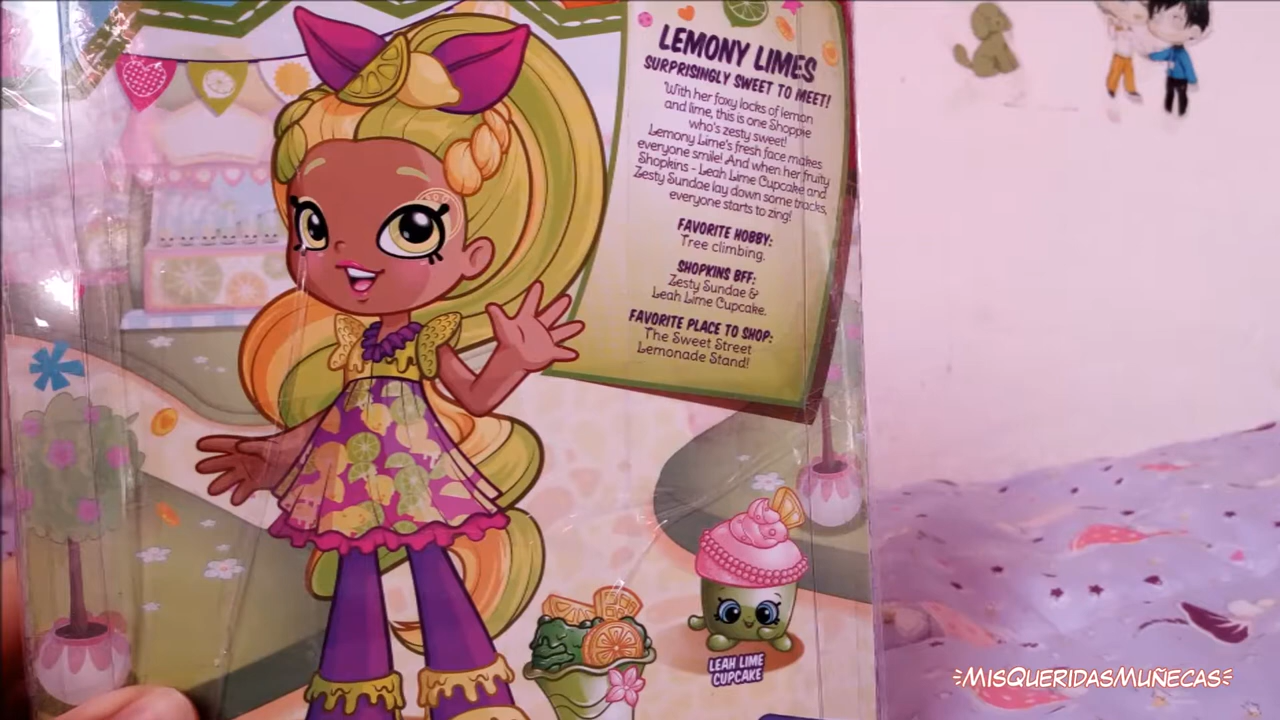 LEMONY LIMES
SURPRISINGLY SWEET TO MEET!
With her foxy locks of lemon
and lime, this is one Shoppie
who's zesty sweet!
Lemony Lime's fresh face makes
everyone smile! And when her fruity
Shopkins - Leah Lime Cupcake and
Zesty Sundae lay down some tracks,
everyone starts to zing!
FAVORITE HOBBY:
Tree climbing.
SHOPKINS BFF:
Zesty Sundae &
Leah Lime Cupcake.
FAVORITE PLACE TO SHOP:
The Sweet Street
Lemonade Stand!
LEAH LIME
CUPCAKE
MISQUERIDASMUÑECAS